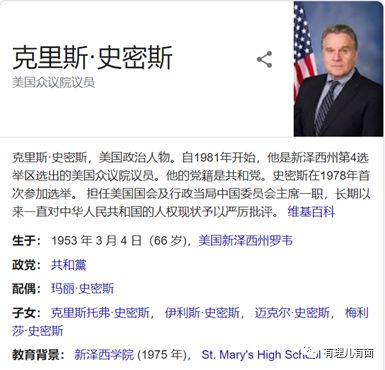 克里斯·史密斯
美国众议院议员
克里斯·史密斯，美国政治人物。自1981年开始，他是新泽西州第4选
举区选出的美国众议院议员。他的党籍是共和党。史密斯在1978年首
次参加选举。 担任美国国会及行政当局中国委员会主席一职，长期以
来一直对中华人民共和国的人权现状予以严厉批评。 维基百科
生于： 1953 年 3 月 4 日（66 岁)，美国新泽西州罗韦
政党： 共和黨
配偶： 玛丽·史密斯
子女： 克里斯托弗·史密斯， 伊利斯·史密斯， 迈克尔·史密斯， 梅利
莎·史密斯
教育背景： 新泽西学院 (1975 年)， St. Mary's High School
有理儿有面